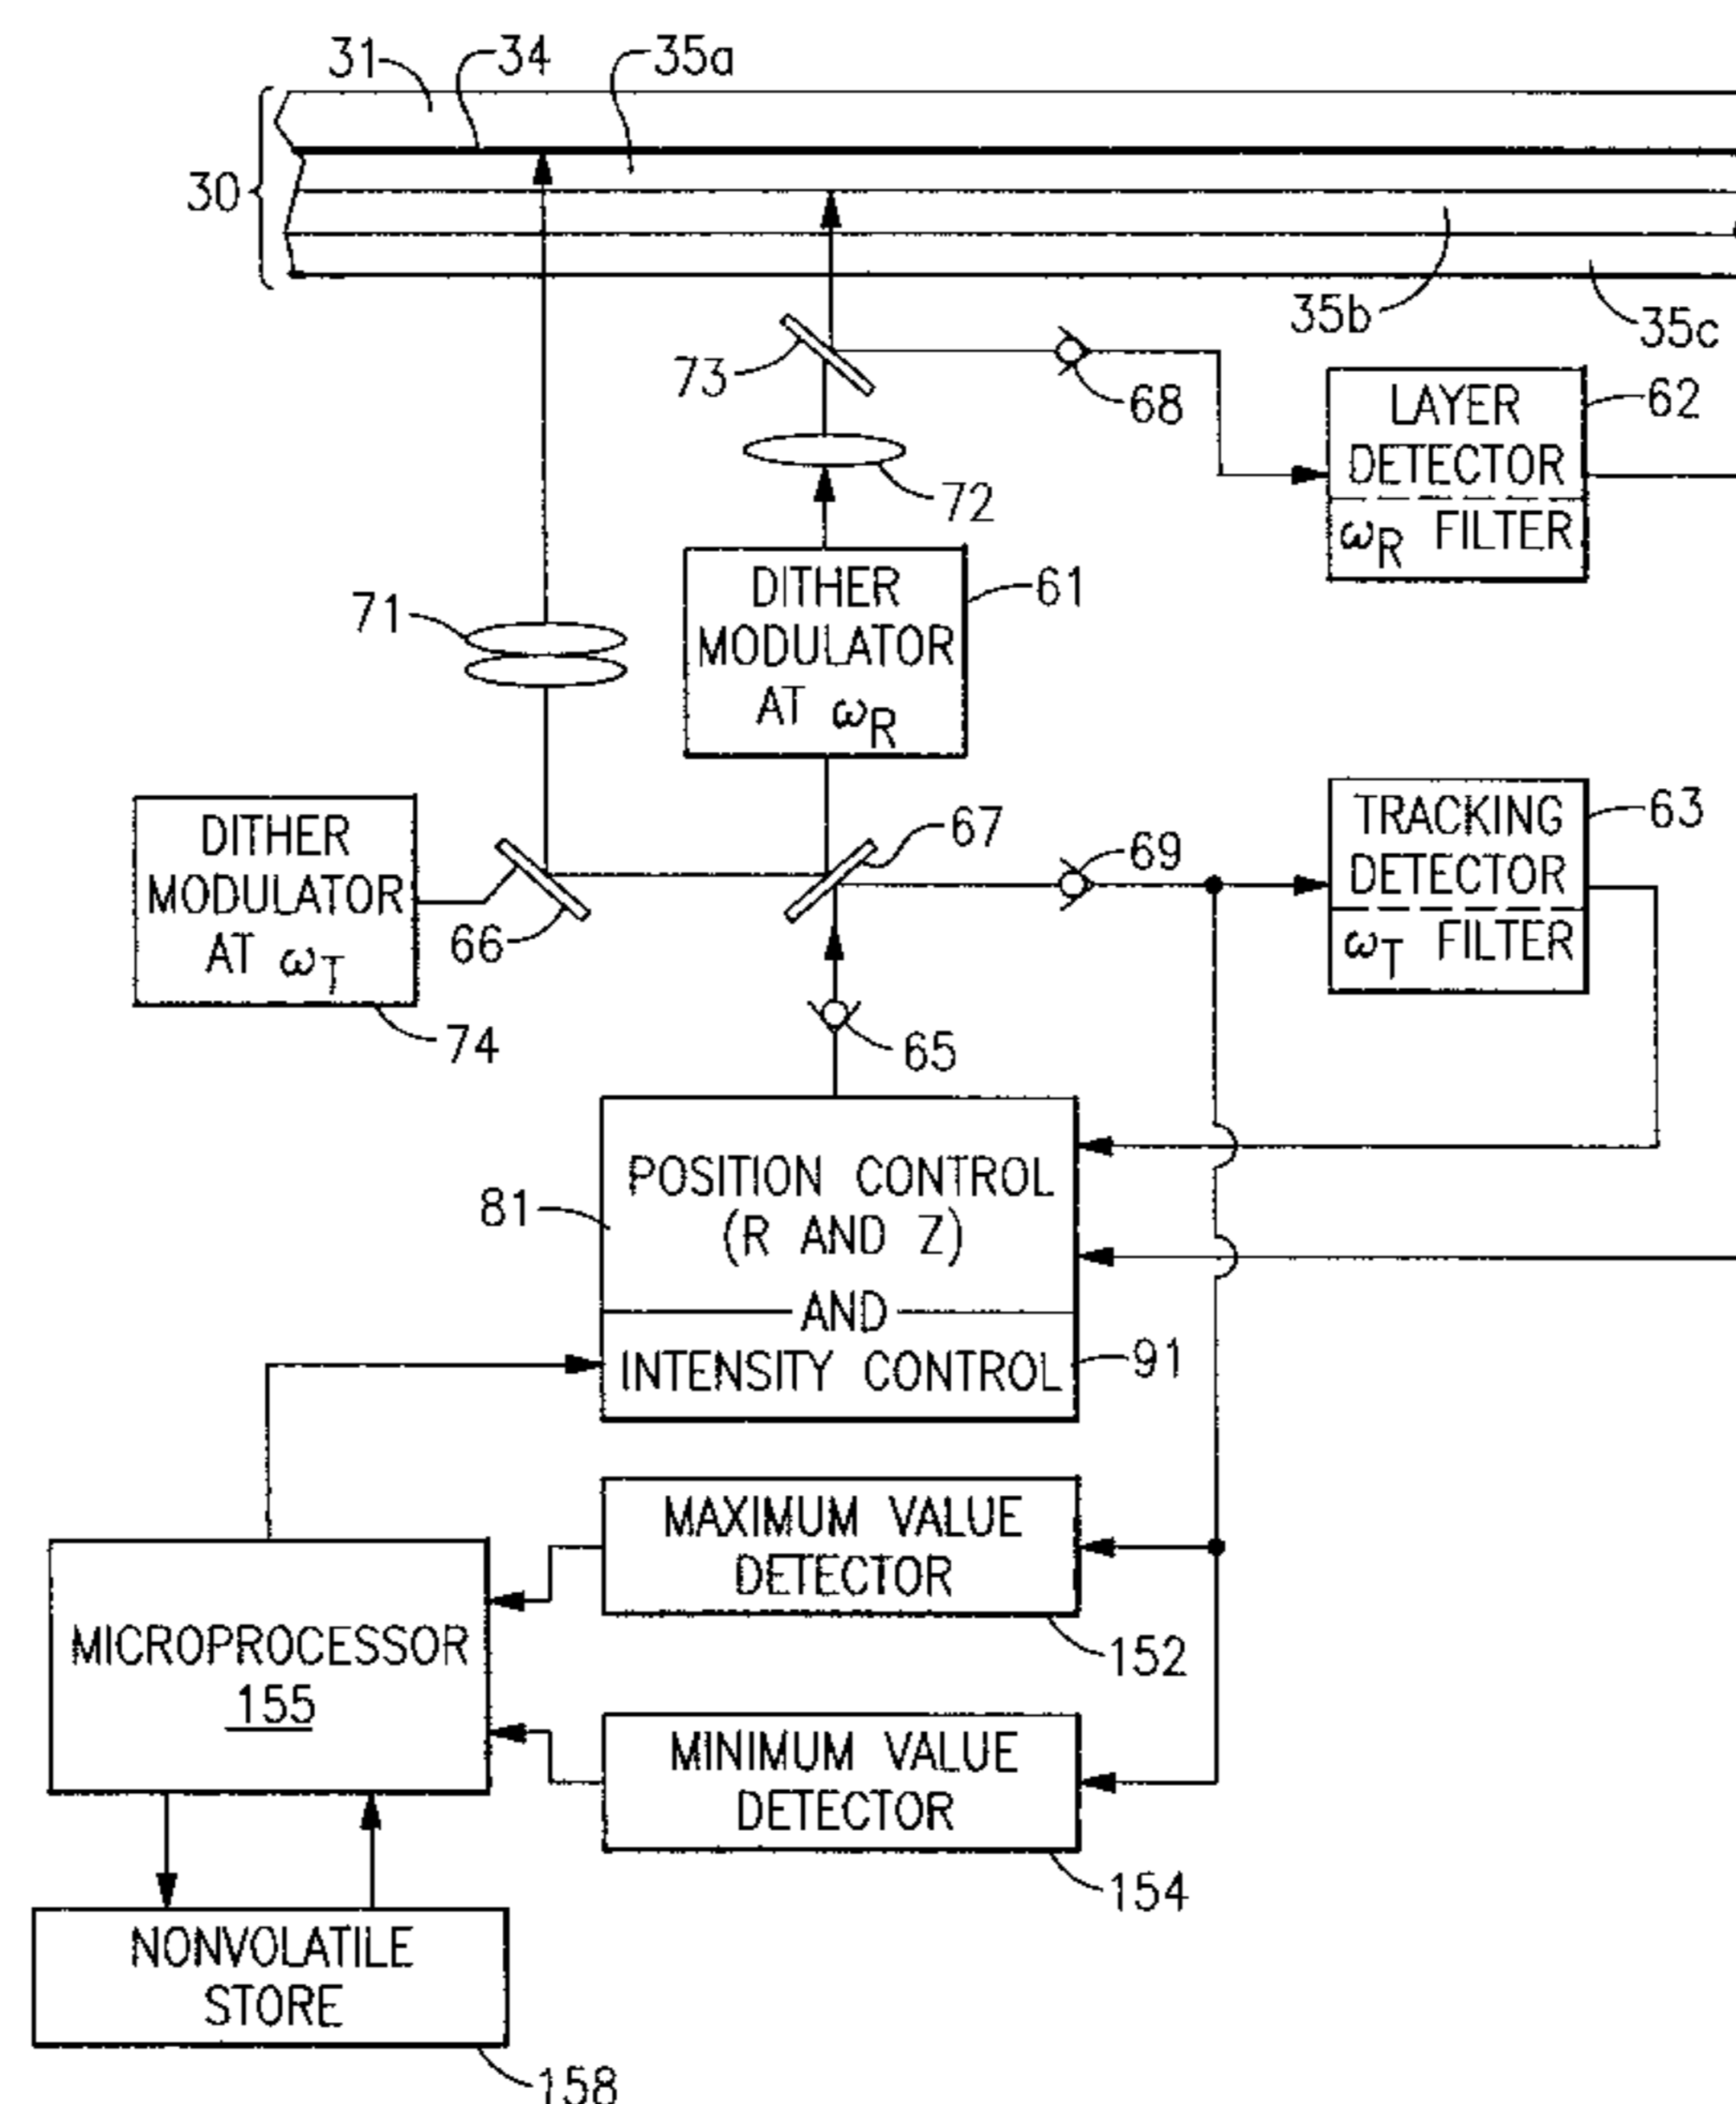 31
34
35a
30
35b
35c
73
68
62
LAYER
DETECTOR
ωR FILTER
72
71
DITHER
MODULATOR
AT ωR
61
DITHER
MODULATOR
AT ωT
74
66
67
69
TRACKING
DETECTOR
ωT FILTER
63
65
81
POSITION CONTROL
(R AND Z)
AND
INTENSITY CONTROL
91
MAXIMUM VALUE
DETECTOR
152
MICROPROCESSOR
155
MINIMUM VALUE
DETECTOR
154
NONVOLATILE
STORE
158